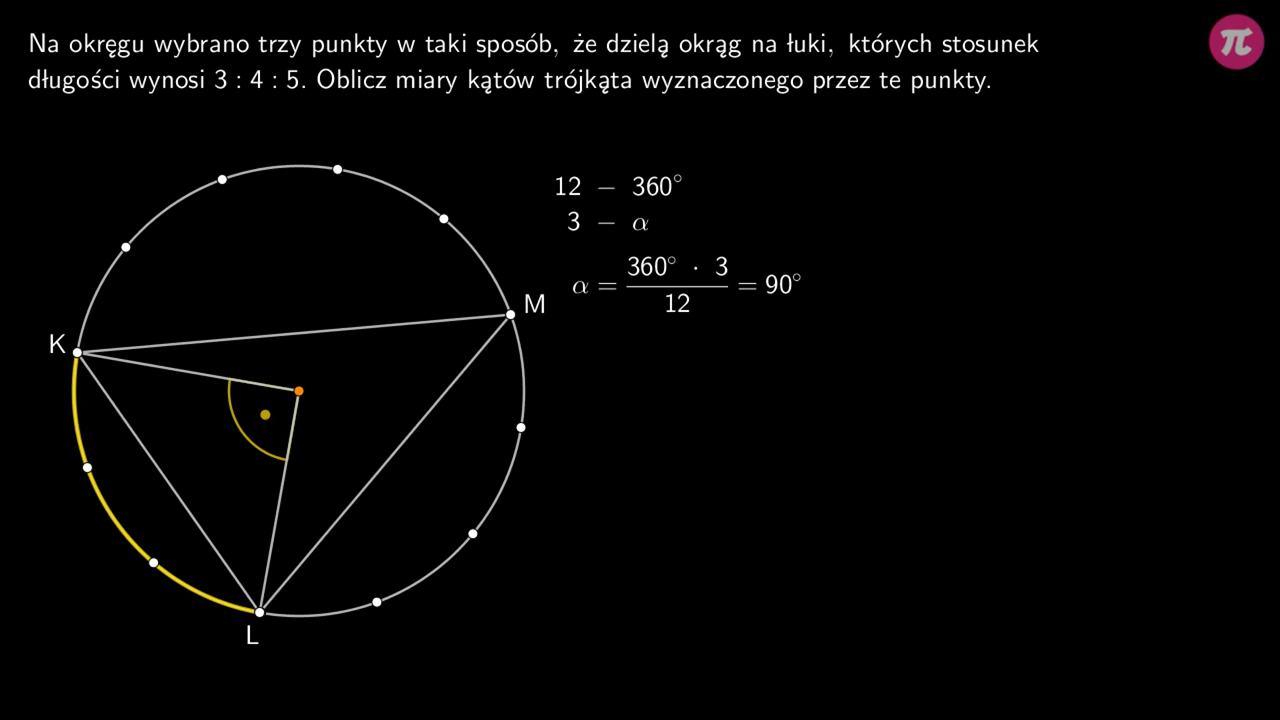 Na okręgu wybrano trzy punkty w taki sposób, że dzielą okrąg na łuki, których stosunek
długości wynosi 3 : 4 : 5. Oblicz miary kątów trójkąta wyznaczonego przez te punkty.
π
12 − 360°
3 − α
α = 360° · 3 / 12 = 90°
M
K
L